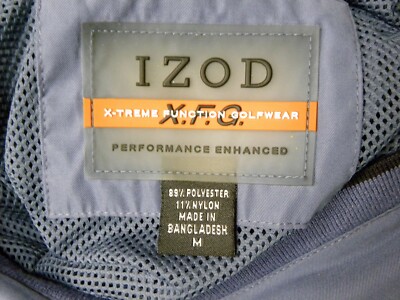 IZOD
X.F.G.
X-TREME FUNCTION GOLFWEAR
PERFORMANCE ENHANCED
89% POLYESTER
11% NYLON
MADE IN
BANGLADESH
M